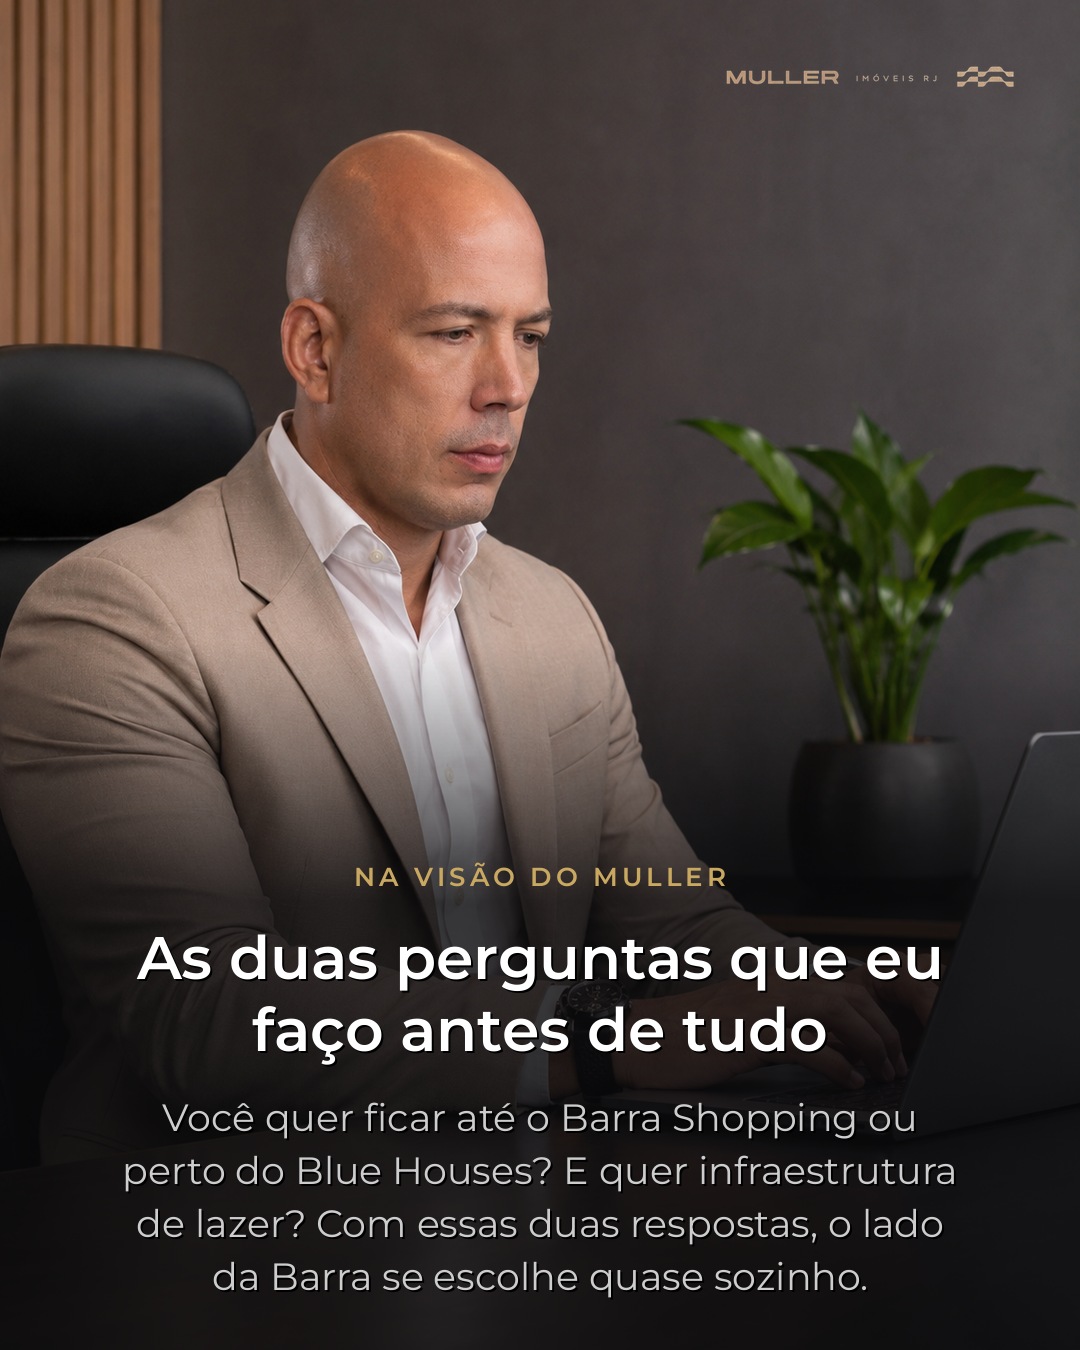 MULLER IMÓVEIS RJ
NA VISÃO DO MULLER
As duas perguntas que eu
faço antes de tudo
Você quer ficar até o Barra Shopping ou
perto do Blue Houses? E quer infraestrutura
de lazer? Com essas duas respostas, o lado
da Barra se escolhe quase sozinho.